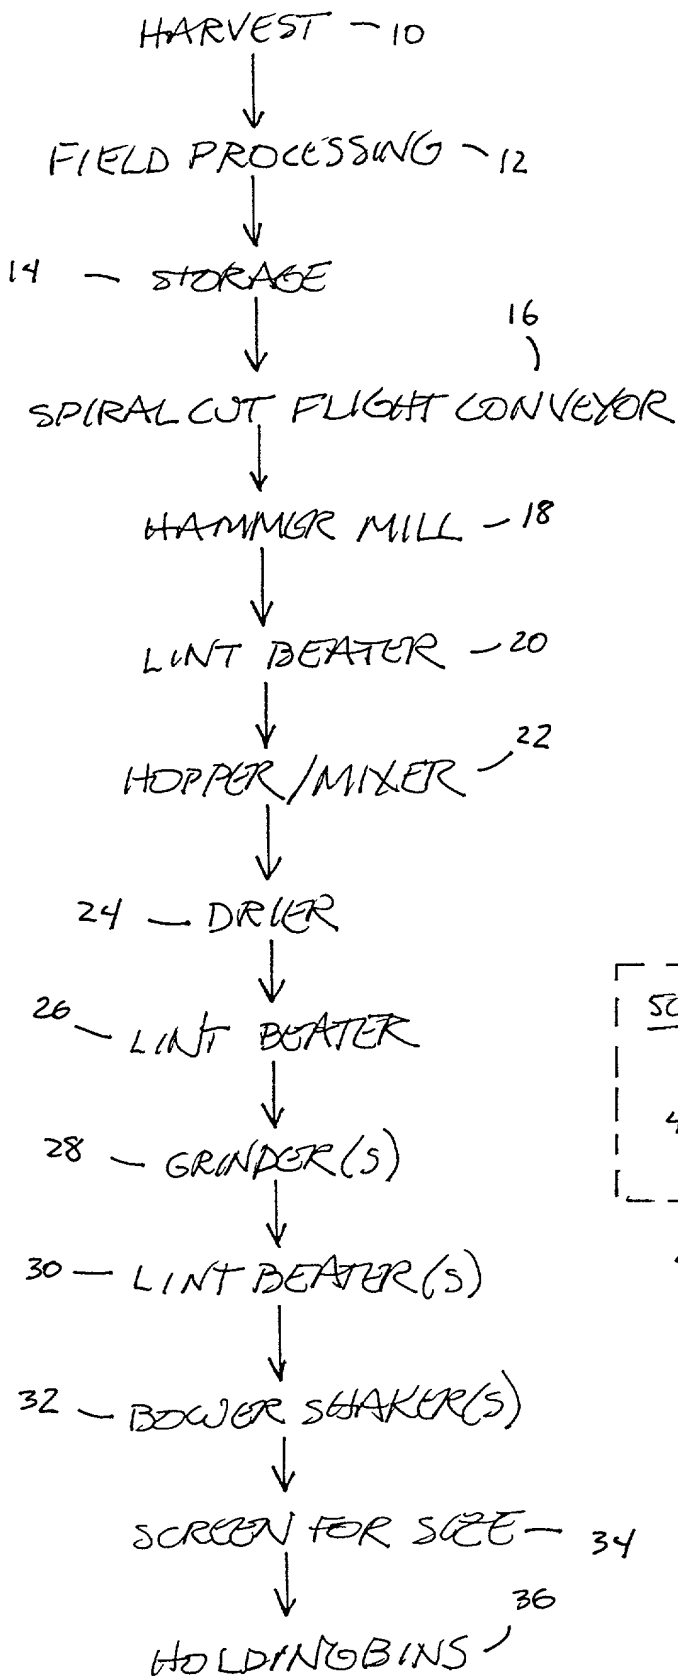 HARVEST - 10
FIELD PROCESSING ~ 12
14 - STORAGE
16
SPIRAL CUT FLIGHT CONVEYOR
HAMMER MILL - 18
LINT BEATER - 20
HOPPER/MIXER - 22
24 - DRIER
26 - LINT BEATER
50
28 - GRINDER(S)
4
30 - LINT BEATER(S)
32 - BOWER SHAKER(S)
SCREEN FOR SIZE - 34
HOLDING BINS - 36